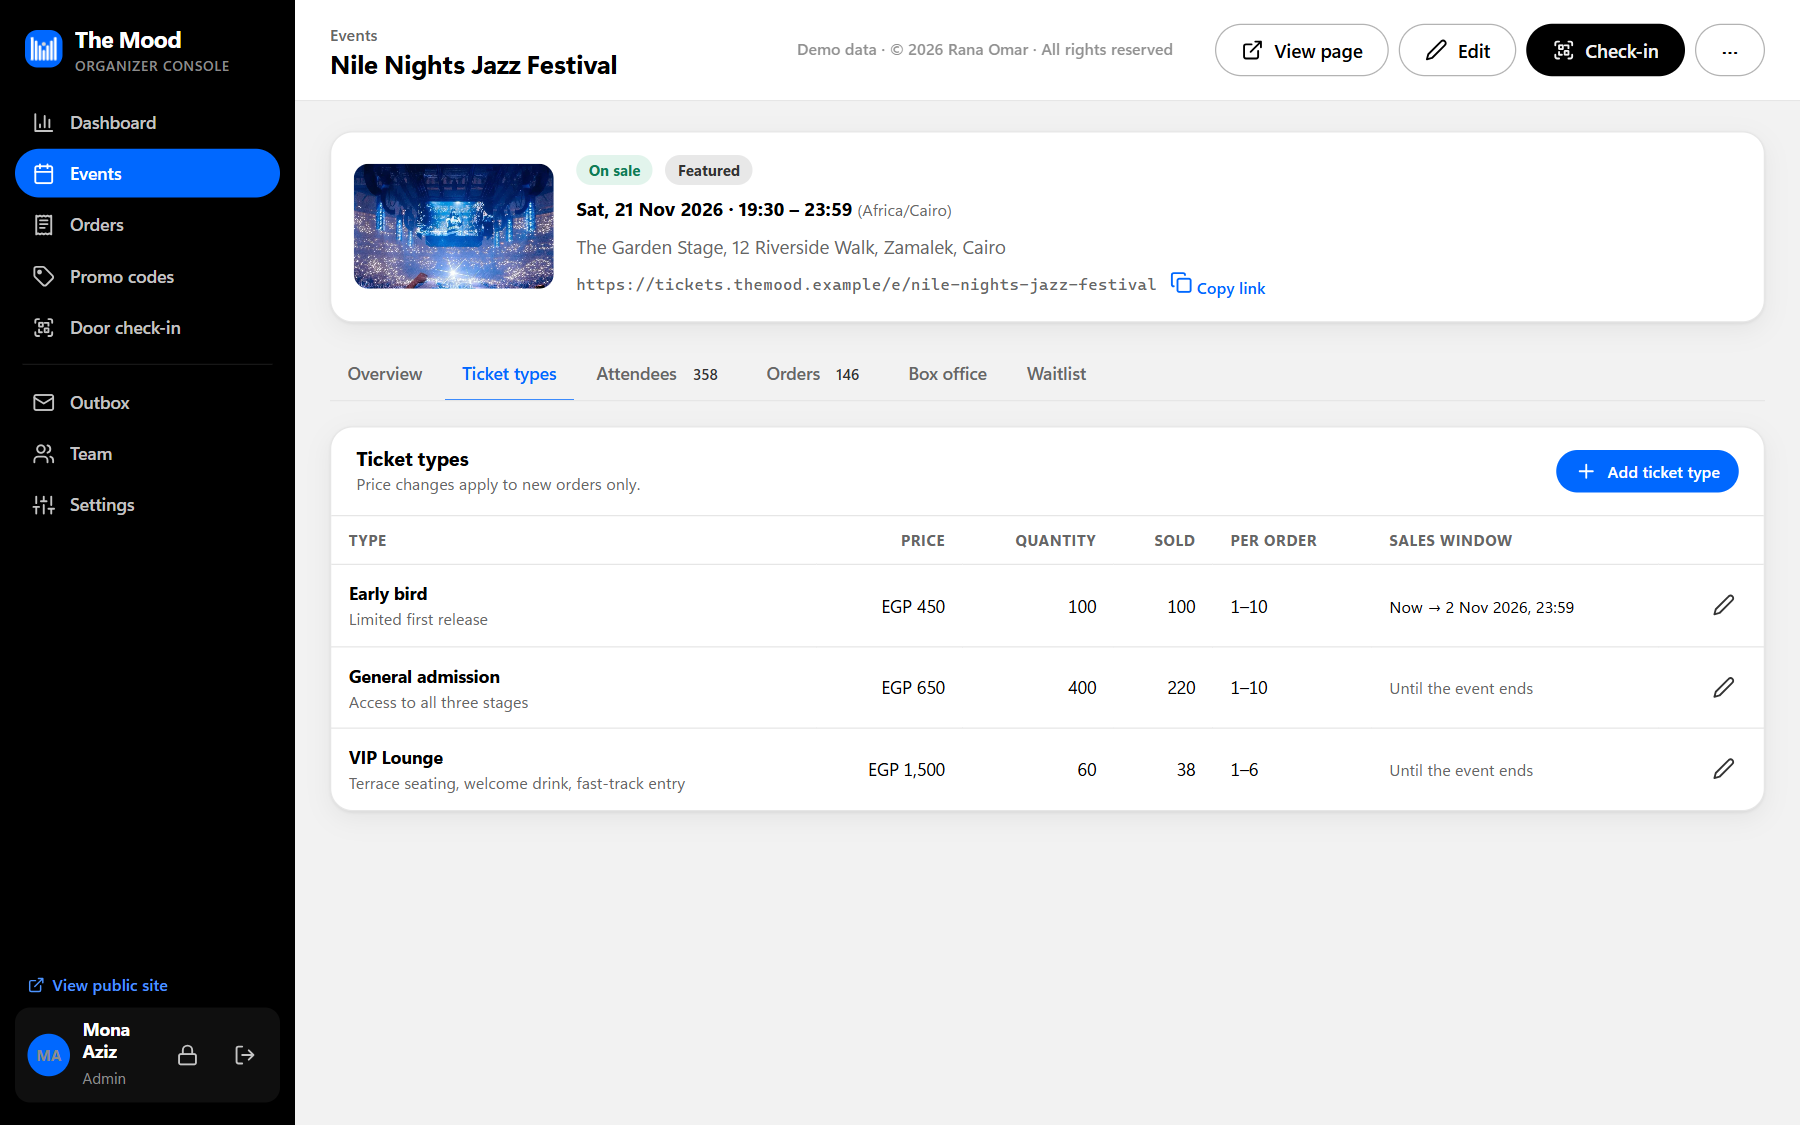 The Mood
ORGANIZER CONSOLE
Dashboard
Events
Orders
Promo codes
Door check-in
Outbox
Team
Settings
View public site
MA
Mona
Aziz
Admin
Events
Nile Nights Jazz Festival
Demo data · © 2026 Rana Omar · All rights reserved
View page
Edit
Check-in
...
On sale Featured
Sat, 21 Nov 2026 · 19:30 – 23:59 (Africa/Cairo)
The Garden Stage, 12 Riverside Walk, Zamalek, Cairo
https://tickets.themood.example/e/nile-nights-jazz-festival Copy link
Overview Ticket types Attendees 358 Orders 146 Box office Waitlist
Ticket types
Price changes apply to new orders only.
Add ticket type
TYPE PRICE QUANTITY SOLD PER ORDER SALES WINDOW
Early bird
Limited first release
EGP 450 100 100 1–10 Now → 2 Nov 2026, 23:59
General admission
Access to all three stages
EGP 650 400 220 1–10 Until the event ends
VIP Lounge
Terrace seating, welcome drink, fast-track entry
EGP 1,500 60 38 1–6 Until the event ends